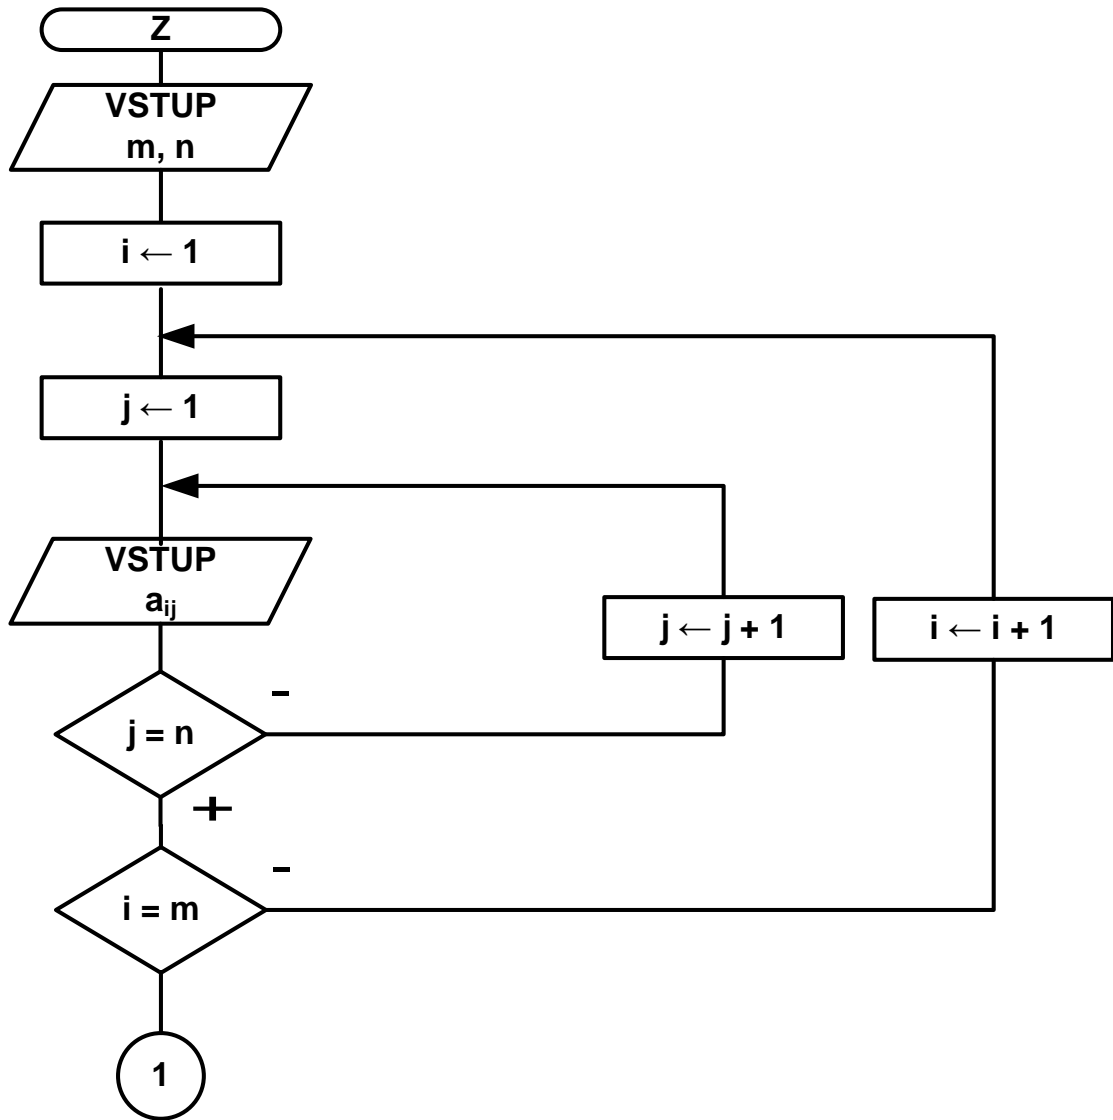 Z
VSTUP
m, n
i ← 1
j ← 1
VSTUP
aij
j ← j + 1
i ← i + 1
-
j = n
+
-
i = m
1